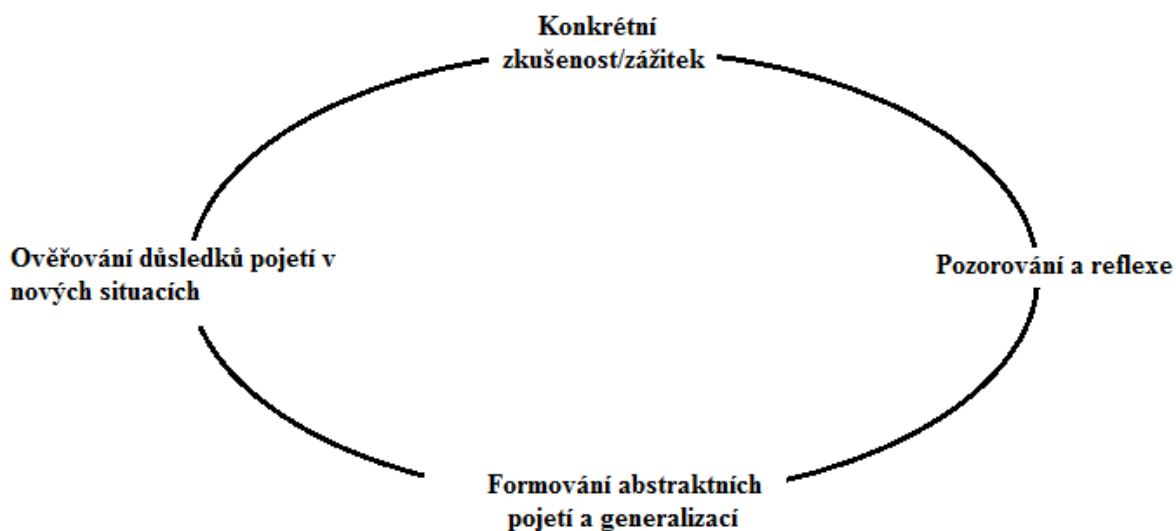 Konkrétní
zkušenost/zážitek
Ověřování důsledků pojetí v
nových situacích
Pozorování a reflexe
Formování abstraktních
pojetí a generalizací